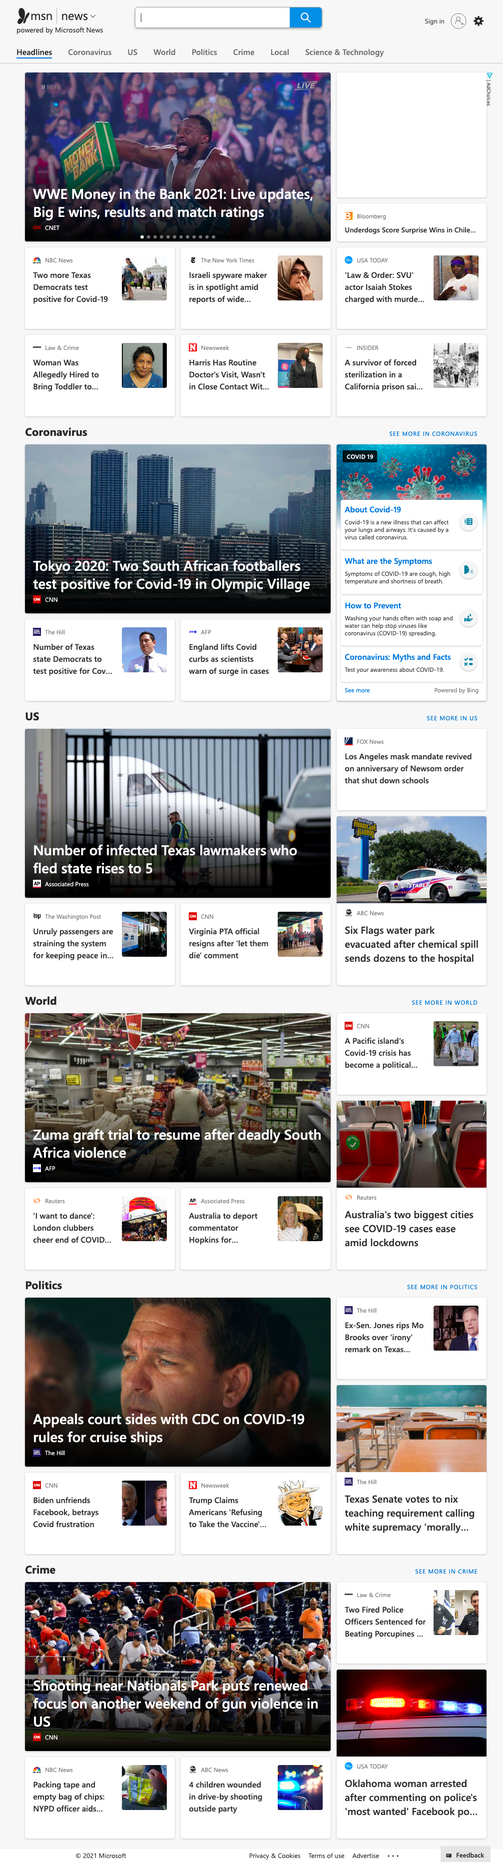 msn news
powered by Microsoft News
Sign in
Headlines Coronavirus US World Politics Crime Local Science & Technology
LIVE
MONEY
BANK
WWE Money in the Bank 2021: Live updates,
Big E wins, results and match ratings
CNET
AdChoices
Bloomberg
Underdogs Score Surprise Wins in Chile...
NBC News
Two more Texas
Democrats test
positive for Covid-19
The New York Times
Israeli spyware maker
is in spotlight amid
reports of wide...
USA TODAY
'Law & Order: SVU'
actor Isaiah Stokes
charged with murde...
Law & Crime
Woman Was
Allegedly Hired to
Bring Toddler to...
Newsweek
Harris Has Routine
Doctor's Visit, Wasn't
in Close Contact Wit...
INSIDER
A survivor of forced
sterilization in a
California prison sai...
Coronavirus
SEE MORE IN CORONAVIRUS
Tokyo 2020: Two South African footballers
test positive for Covid-19 in Olympic Village
CNN
COVID 19
About Covid-19
Covid-19 is a new illness that can affect
your lungs and airways. It's caused by a
virus called coronavirus.
What are the Symptoms
Symptoms of COVID-19 are cough, high
temperature and shortness of breath.
How to Prevent
Washing your hands often with soap and
water can help stop viruses like
coronavirus (COVID-19) spreading.
Coronavirus: Myths and Facts
Test your awareness about COVID-19.
See more
Powered by Bing
The Hill
Number of Texas
state Democrats to
test positive for Cov...
AFP
England lifts Covid
curbs as scientists
warn of surge in cases
US
SEE MORE IN US
Number of infected Texas lawmakers who
fled state rises to 5
AP Associated Press
FOX News
Los Angeles mask mandate revived
on anniversary of Newsom order
that shut down schools
ABC News
Six Flags water park
evacuated after chemical spill
sends dozens to the hospital
wp The Washington Post
Unruly passengers are
straining the system
for keeping peace in...
CNN
Virginia PTA official
resigns after 'let them
die' comment
World
SEE MORE IN WORLD
Zuma graft trial to resume after deadly South
Africa violence
AFP
CNN
A Pacific island's
Covid-19 crisis has
become a political...
Reuters
Australia's two biggest cities
see COVID-19 cases ease
amid lockdowns
Reuters
'I want to dance':
London clubbers
cheer end of COVID...
AP Associated Press
Australia to deport
commentator
Hopkins for...
Politics
SEE MORE IN POLITICS
Appeals court sides with CDC on COVID-19
rules for cruise ships
The Hill
The Hill
Ex-Sen. Jones rips Mo
Brooks over 'irony'
remark on Texas...
The Hill
Texas Senate votes to nix
teaching requirement calling
white supremacy 'morally...
CNN
Biden unfriends
Facebook, betrays
Covid frustration
Newsweek
Trump Claims
Americans 'Refusing
to Take the Vaccine'...
Crime
SEE MORE IN CRIME
Shooting near Nationals Park puts renewed
focus on another weekend of gun violence in
US
CNN
Law & Crime
Two Fired Police
Officers Sentenced for
Beating Porcupines ...
USA TODAY
Oklahoma woman arrested
after commenting on police's
'most wanted' Facebook po...
NBC News
Packing tape and
empty bag of chips:
NYPD officer aids...
ABC News
4 children wounded
in drive-by shooting
outside party
© 2021 Microsoft
Privacy & Cookies Terms of use Advertise ...
Feedback